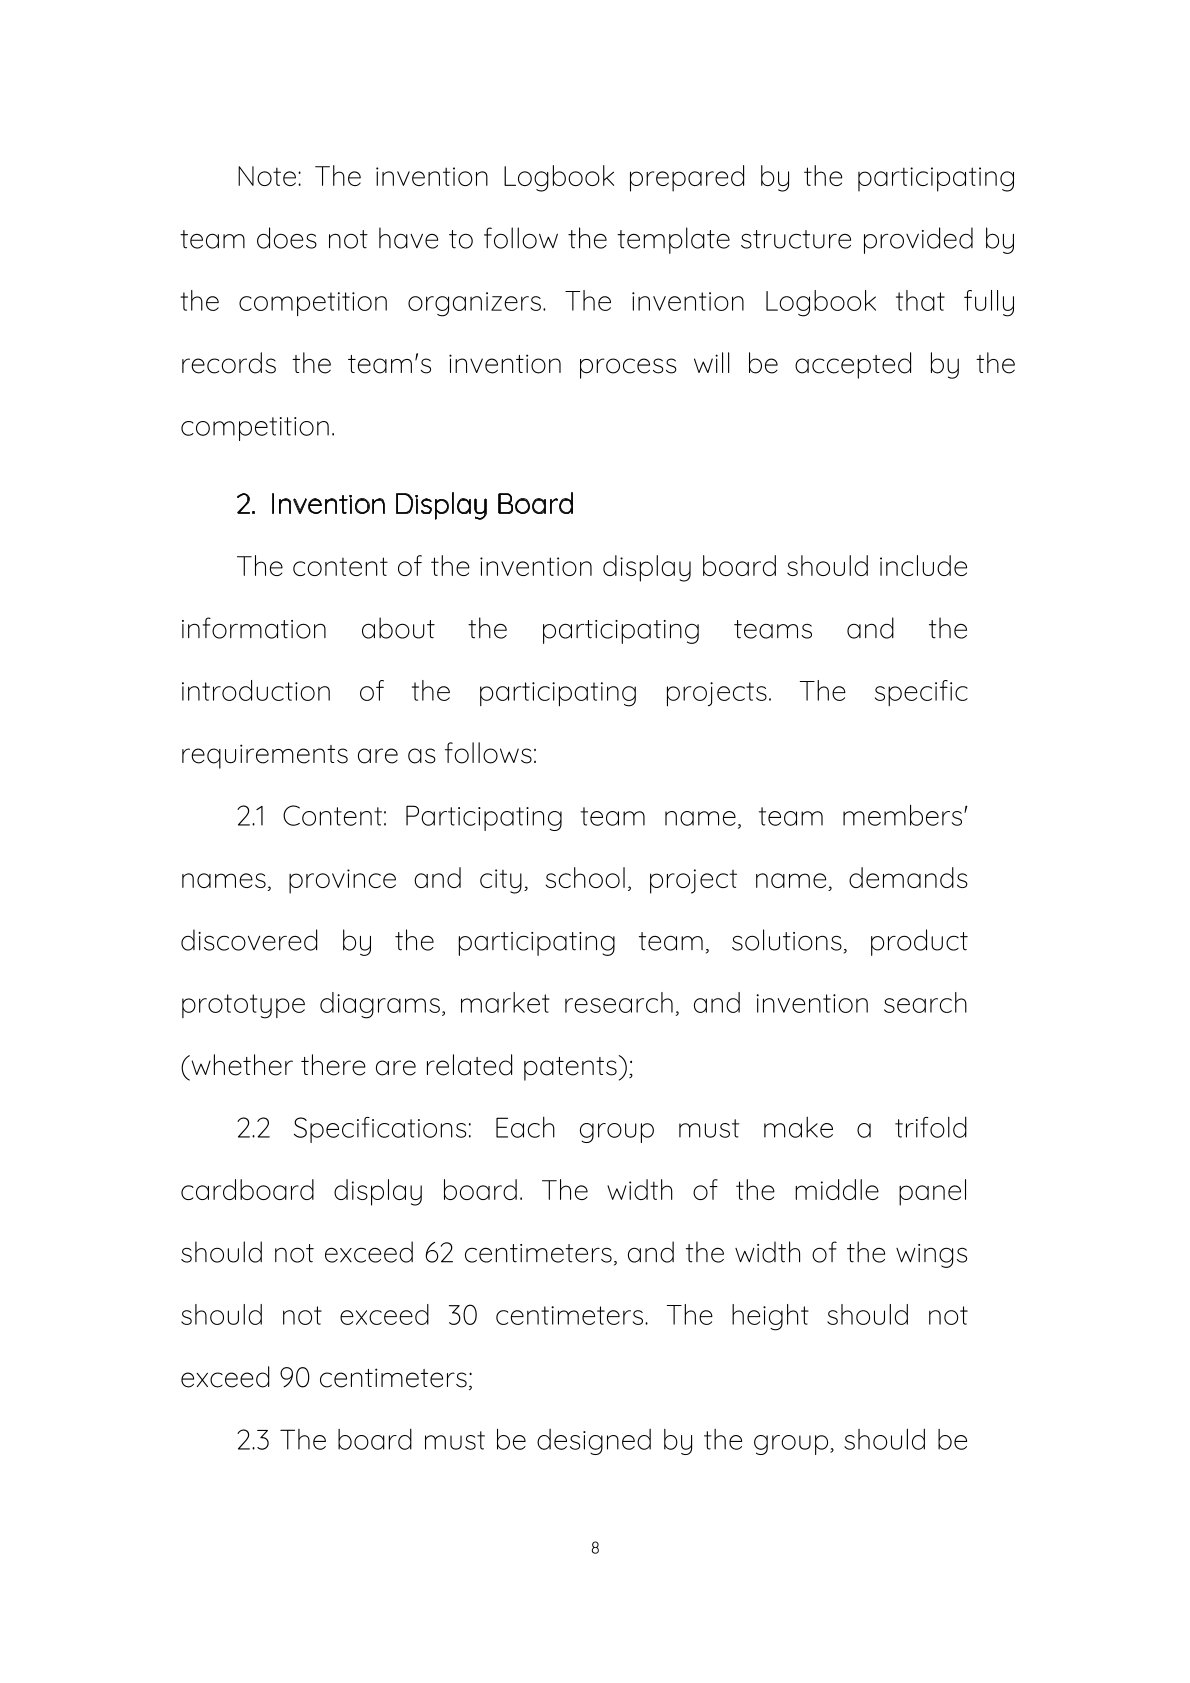 Note: The invention Logbook prepared by the participating
team does not have to follow the template structure provided by
the competition organizers. The invention Logbook that fully
records the team's invention process will be accepted by the
competition.
2. Invention Display Board
The content of the invention display board should include
information about the participating teams and the
introduction of the participating projects. The specific
requirements are as follows:
2.1 Content: Participating team name, team members'
names, province and city, school, project name, demands
discovered by the participating team, solutions, product
prototype diagrams, market research, and invention search
(whether there are related patents);
2.2 Specifications: Each group must make a trifold
cardboard display board. The width of the middle panel
should not exceed 62 centimeters, and the width of the wings
should not exceed 30 centimeters. The height should not
exceed 90 centimeters;
2.3 The board must be designed by the group, should be
8